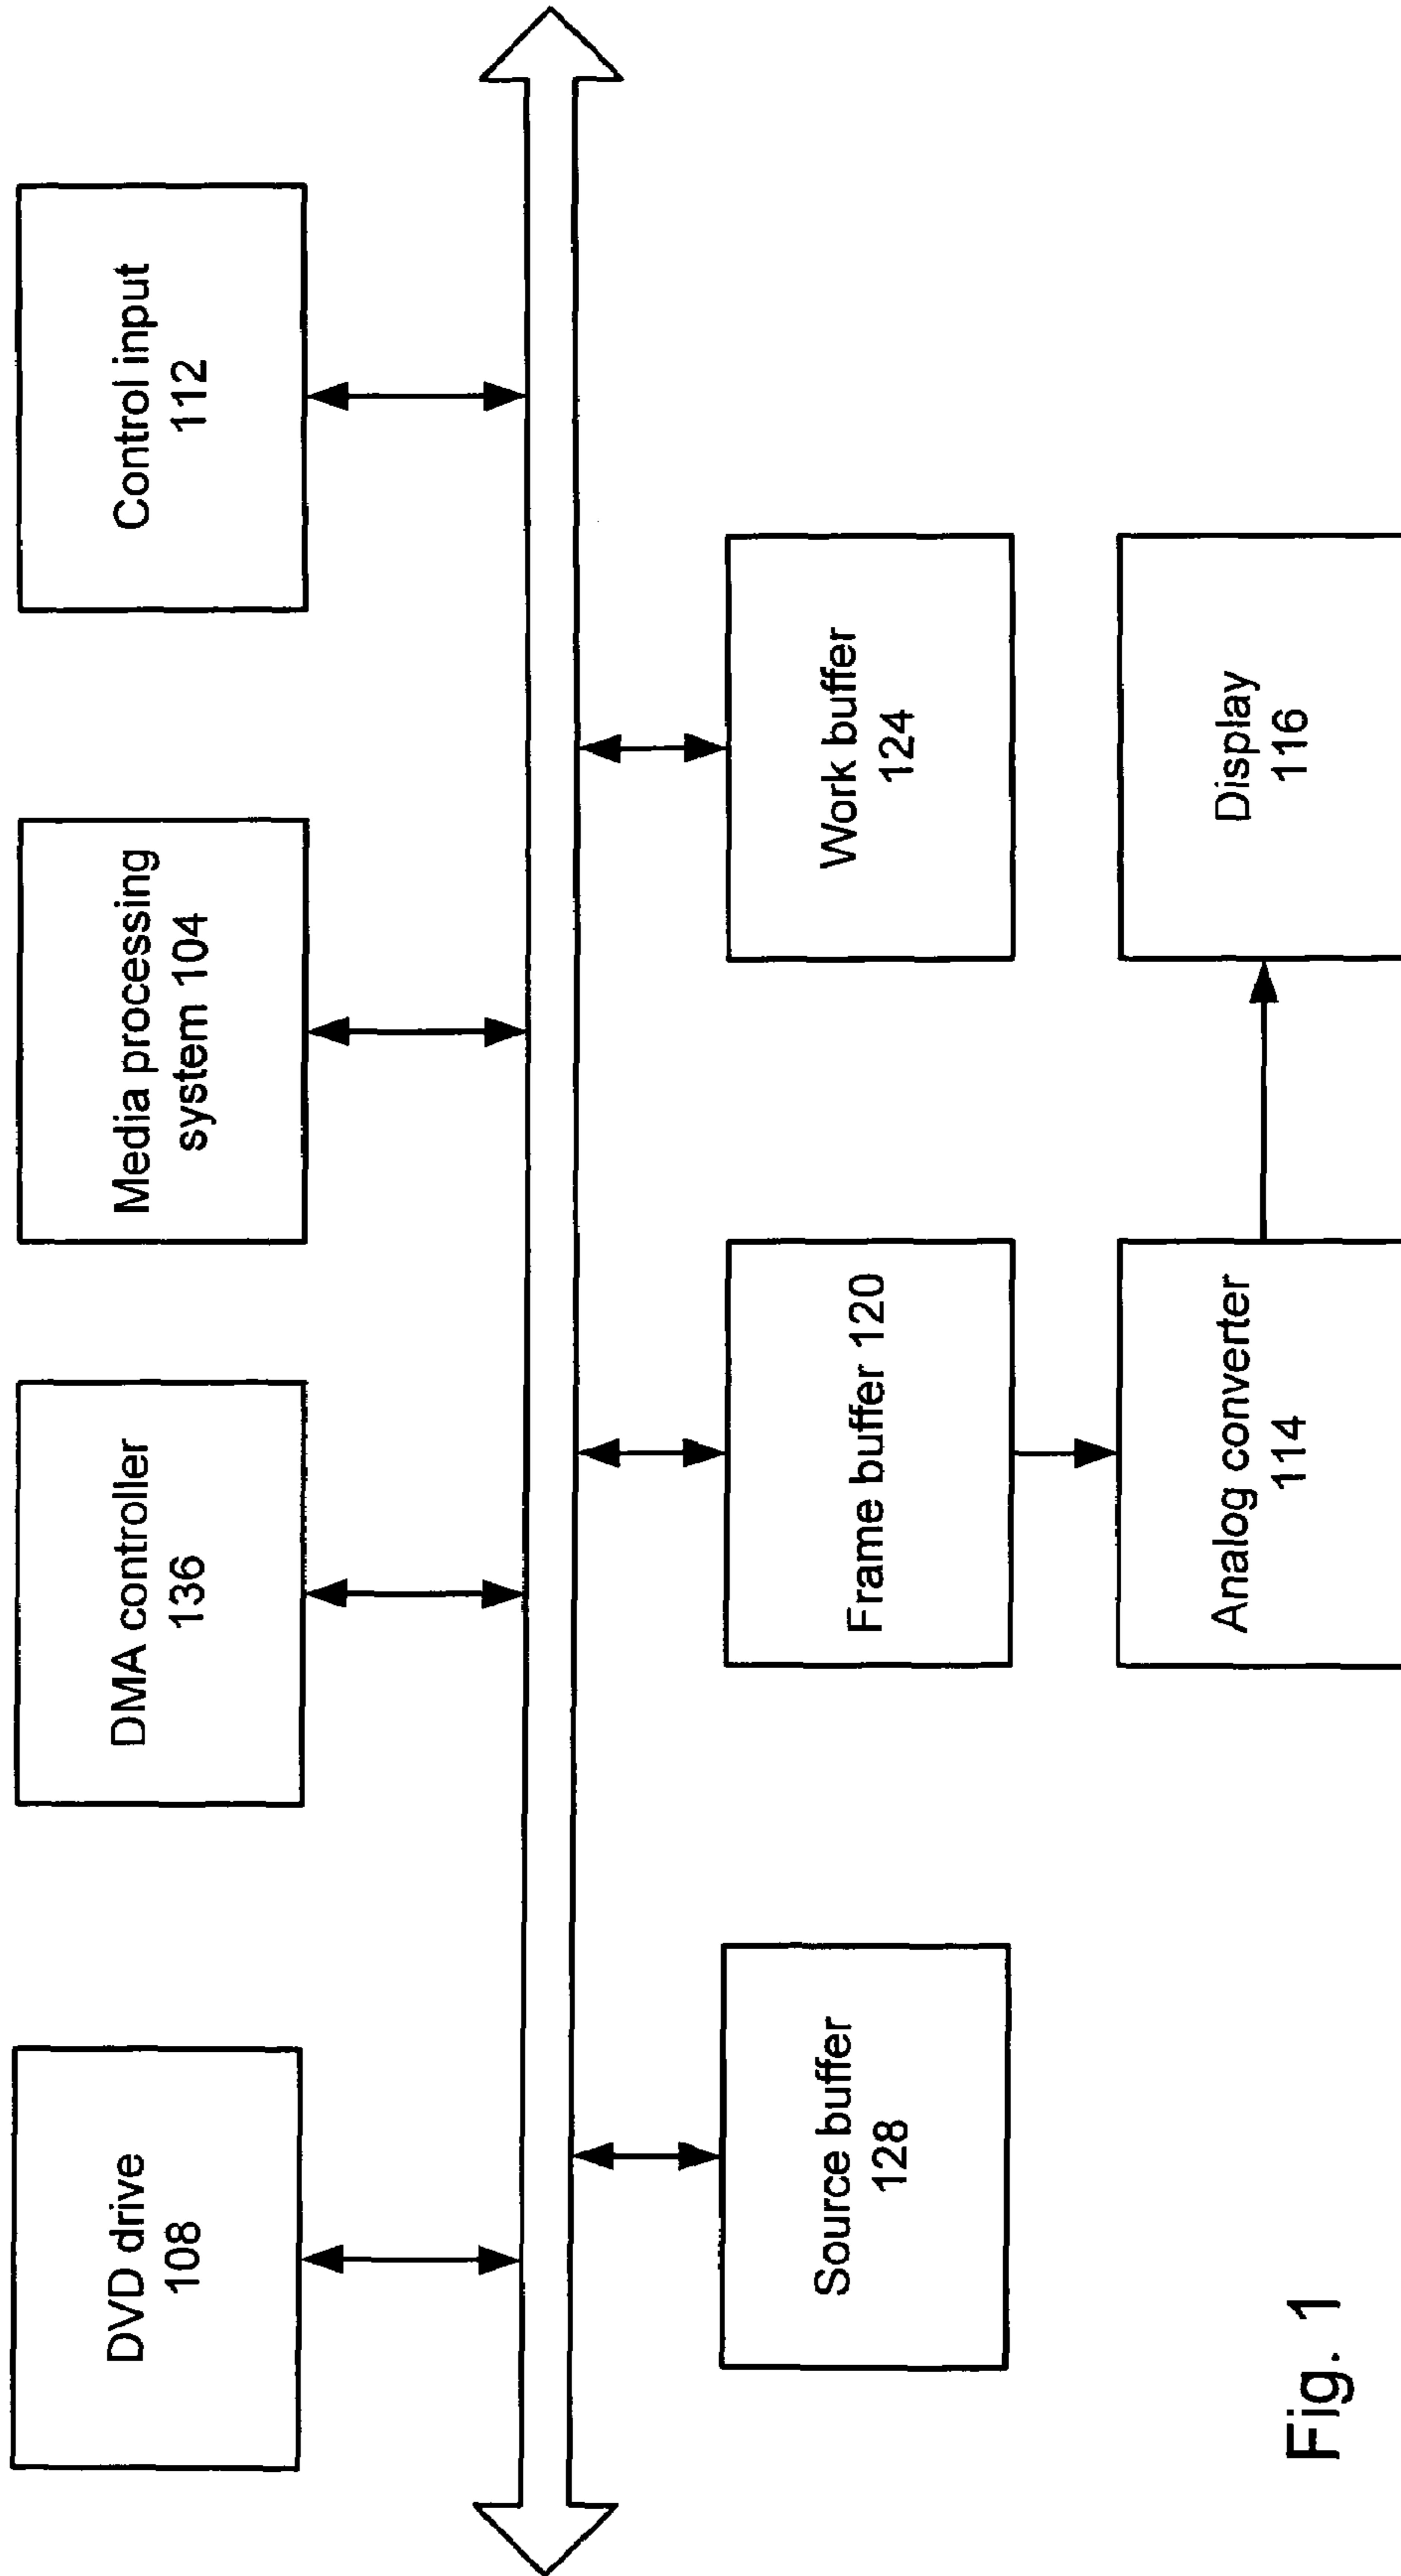 DVD drive
108
DMA controller
136
Media processing
system 104
Control input
112
Source buffer
128
Frame buffer 120
Work buffer
124
Analog converter
114
Display
116
Fig. 1